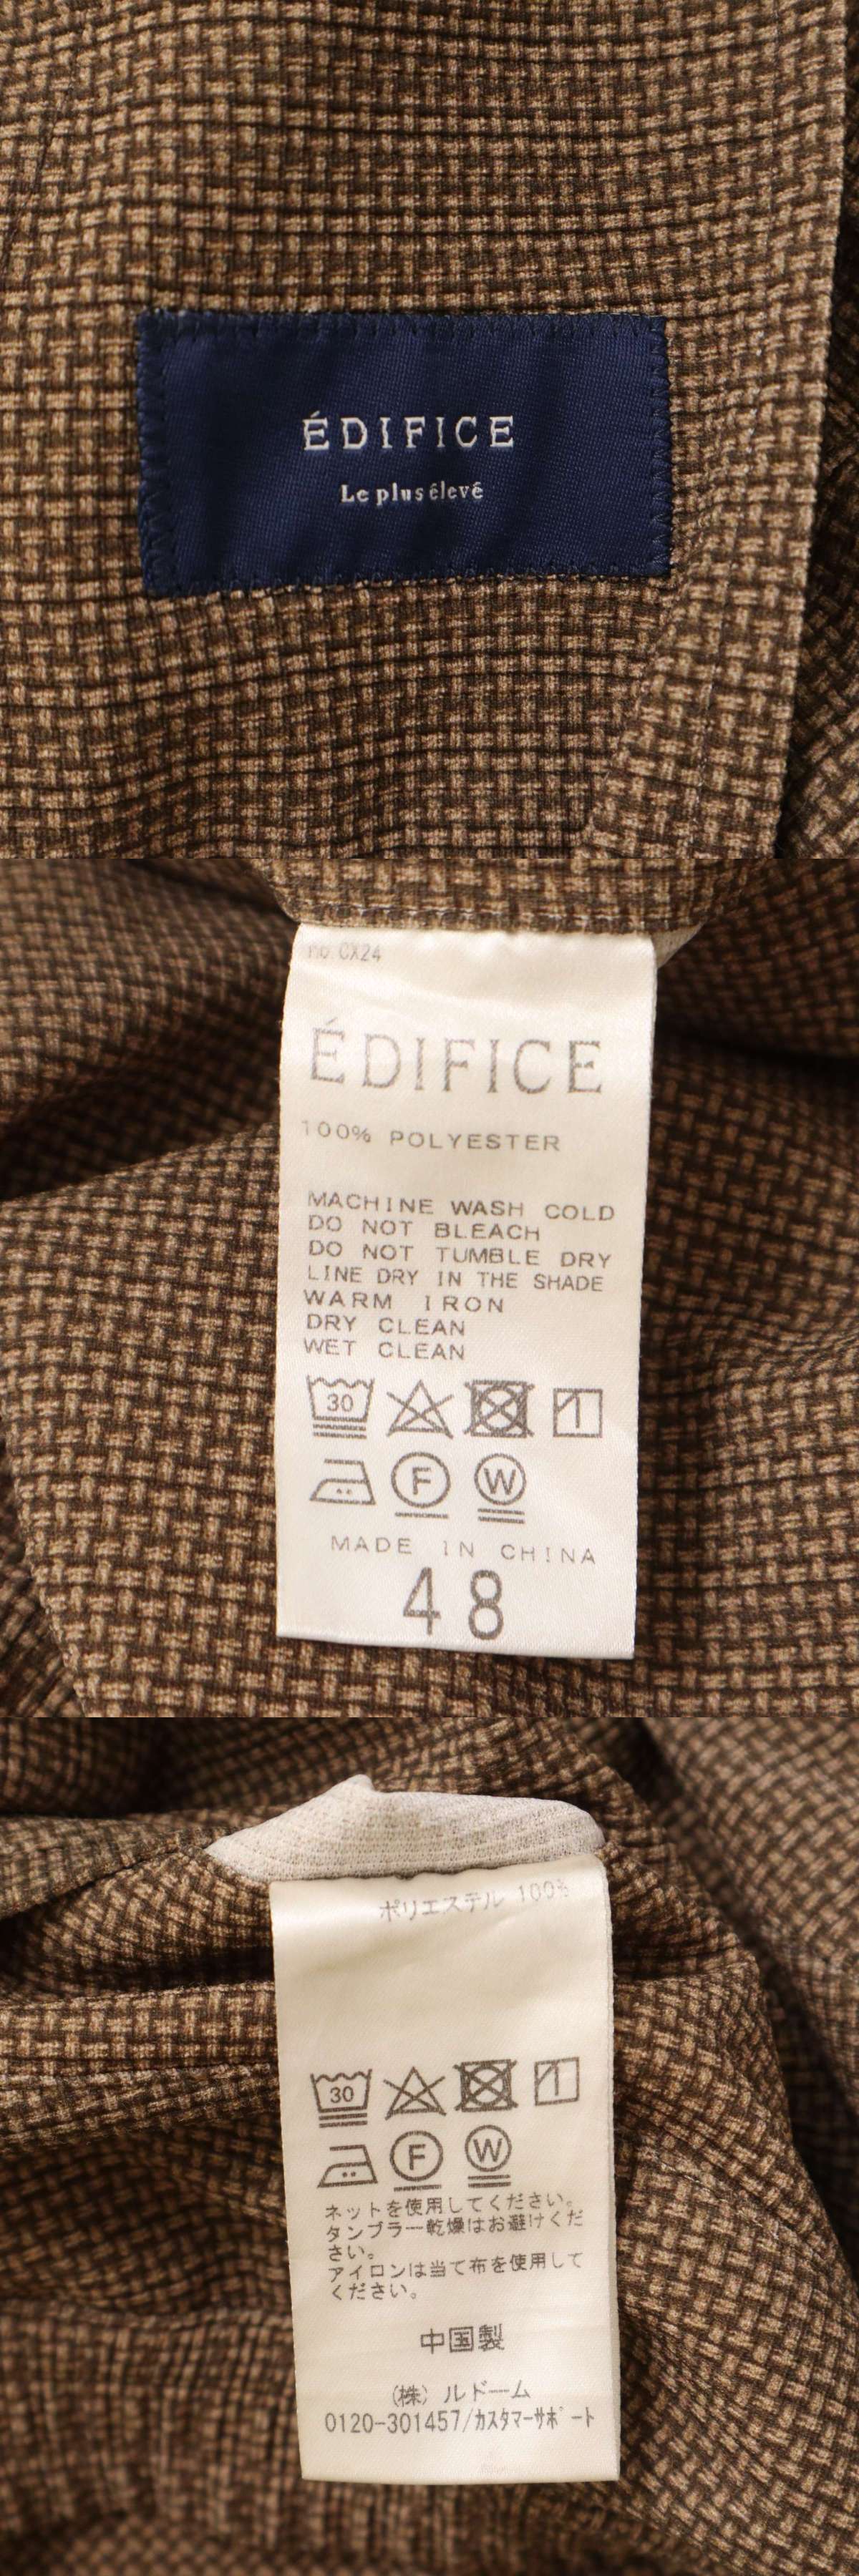 ÉDIFICE
Le plus élevé
no CX24
ÉDIFICE
100% POLYESTER
MACHINE WASH COLD
DO NOT BLEACH
DO NOT TUMBLE DRY
LINE DRY IN THE SHADE
WARM IRON
DRY CLEAN
WET CLEAN
30
F W
MADE IN CHINA
48
ポリエステル 100%
30
F W
ネットを使用してください。
タンブラー乾燥はお避けくだ
さい。
アイロンは当て布を使用して
ください。
中国製
(株) ルドーム
0120-301457/カスタマーサポート